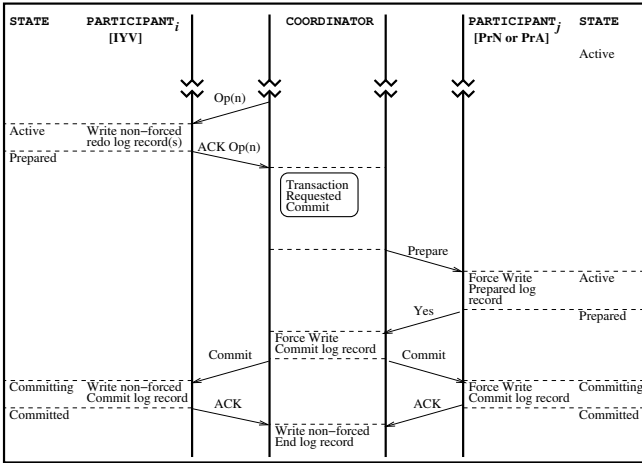 STATE PARTICIPANT i COORDINATOR PARTICIPANT j STATE
[IYV] [PrN or PrA]
Active
Op(n)
Active Write non-forced
redo log record(s)
ACK Op(n)
Prepared
Transaction
Requested
Commit
Prepare
Force Write Active
Prepared log
record
Yes Prepared
Force Write
Commit log record
Commit Commit
Committing Write non-forced Force Write Committing
Commit log record Commit log record
ACK ACK
Committed Committed
Write non-forced
End log record